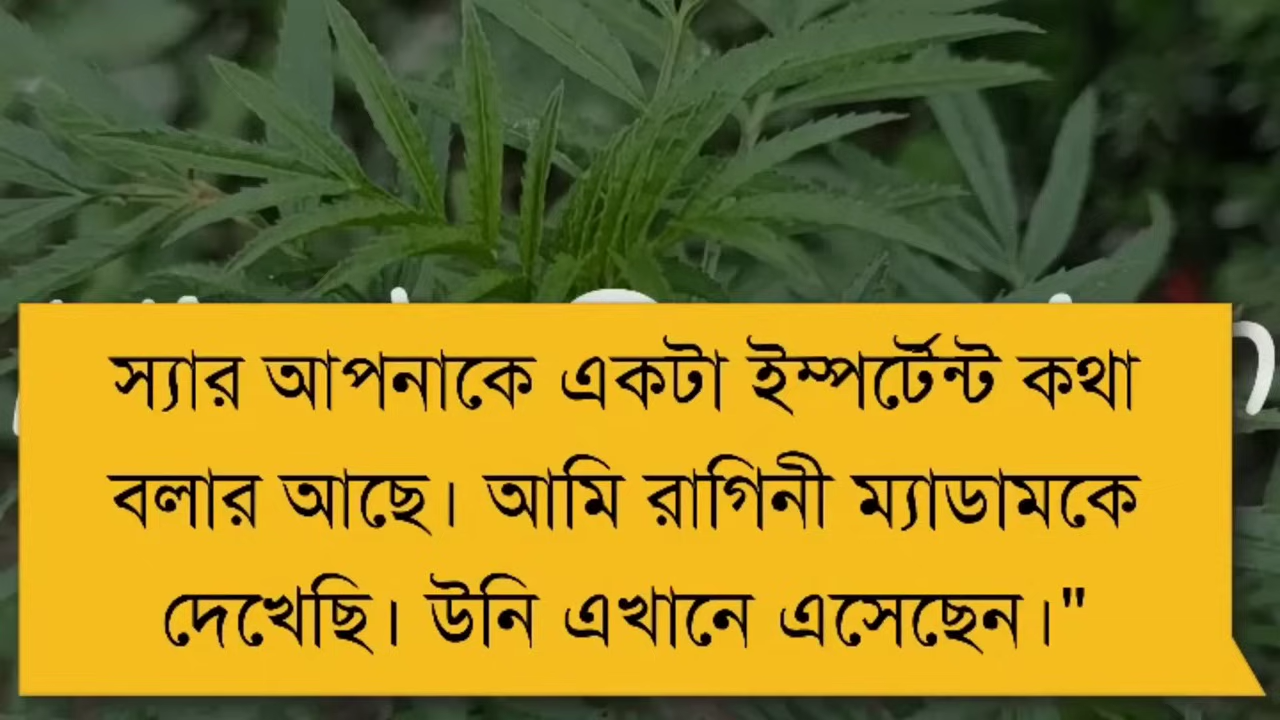 স্যার আপনাকে একটা ইম্পর্টেন্ট কথা
বলার আছে। আমি রাগিনী ম্যাডামকে
দেখেছি। উনি এখানে এসেছেন।"